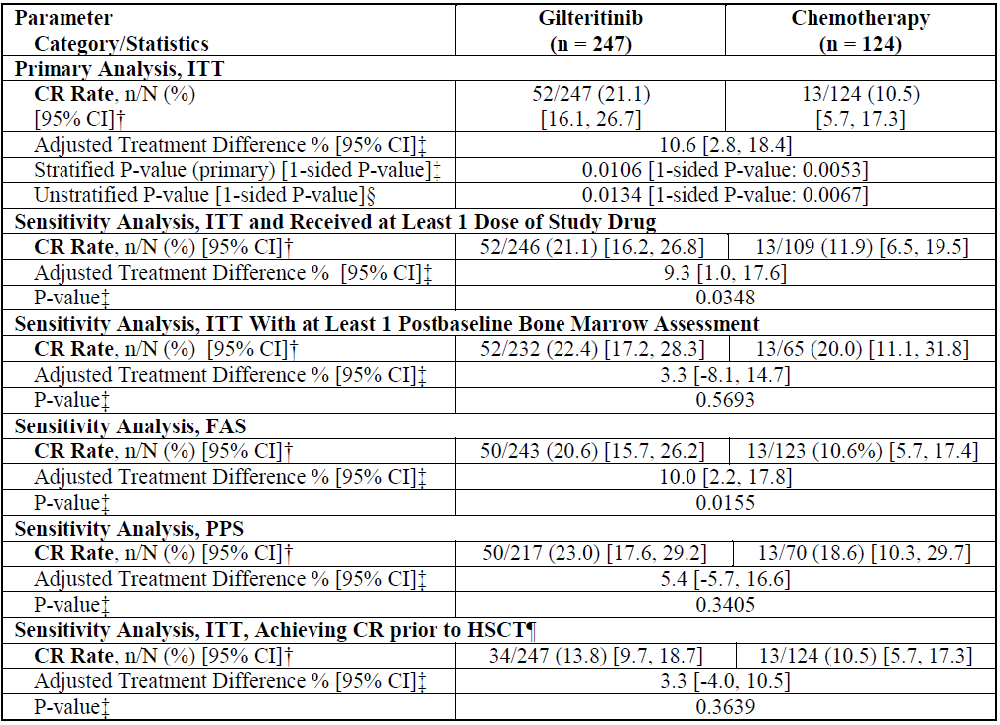 Parameter Gilteritinib Chemotherapy
Category/Statistics (n = 247) (n = 124)
Primary Analysis, ITT
CR Rate, n/N (%) 52/247 (21.1) 13/124 (10.5)
[95% CI]† [16.1, 26.7] [5.7, 17.3]
Adjusted Treatment Difference % [95% CI]‡ 10.6 [2.8, 18.4]
Stratified P-value (primary) [1-sided P-value]‡ 0.0106 [1-sided P-value: 0.0053]
Unstratified P-value [1-sided P-value]§ 0.0134 [1-sided P-value: 0.0067]
Sensitivity Analysis, ITT and Received at Least 1 Dose of Study Drug
CR Rate, n/N (%) [95% CI]† 52/246 (21.1) [16.2, 26.8] 13/109 (11.9) [6.5, 19.5]
Adjusted Treatment Difference % [95% CI]‡ 9.3 [1.0, 17.6]
P-value‡ 0.0348
Sensitivity Analysis, ITT With at Least 1 Postbaseline Bone Marrow Assessment
CR Rate, n/N (%) [95% CI]† 52/232 (22.4) [17.2, 28.3] 13/65 (20.0) [11.1, 31.8]
Adjusted Treatment Difference % [95% CI]‡ 3.3 [-8.1, 14.7]
P-value‡ 0.5693
Sensitivity Analysis, FAS
CR Rate, n/N (%) [95% CI]† 50/243 (20.6) [15.7, 26.2] 13/123 (10.6%) [5.7, 17.4]
Adjusted Treatment Difference % [95% CI]‡ 10.0 [2.2, 17.8]
P-value‡ 0.0155
Sensitivity Analysis, PPS
CR Rate, n/N (%) [95% CI]† 50/217 (23.0) [17.6, 29.2] 13/70 (18.6) [10.3, 29.7]
Adjusted Treatment Difference % [95% CI]‡ 5.4 [-5.7, 16.6]
P-value‡ 0.3405
Sensitivity Analysis, ITT, Achieving CR prior to HSCT¶
CR Rate, n/N (%) [95% CI]† 34/247 (13.8) [9.7, 18.7] 13/124 (10.5) [5.7, 17.3]
Adjusted Treatment Difference % [95% CI]‡ 3.3 [-4.0, 10.5]
P-value‡ 0.3639